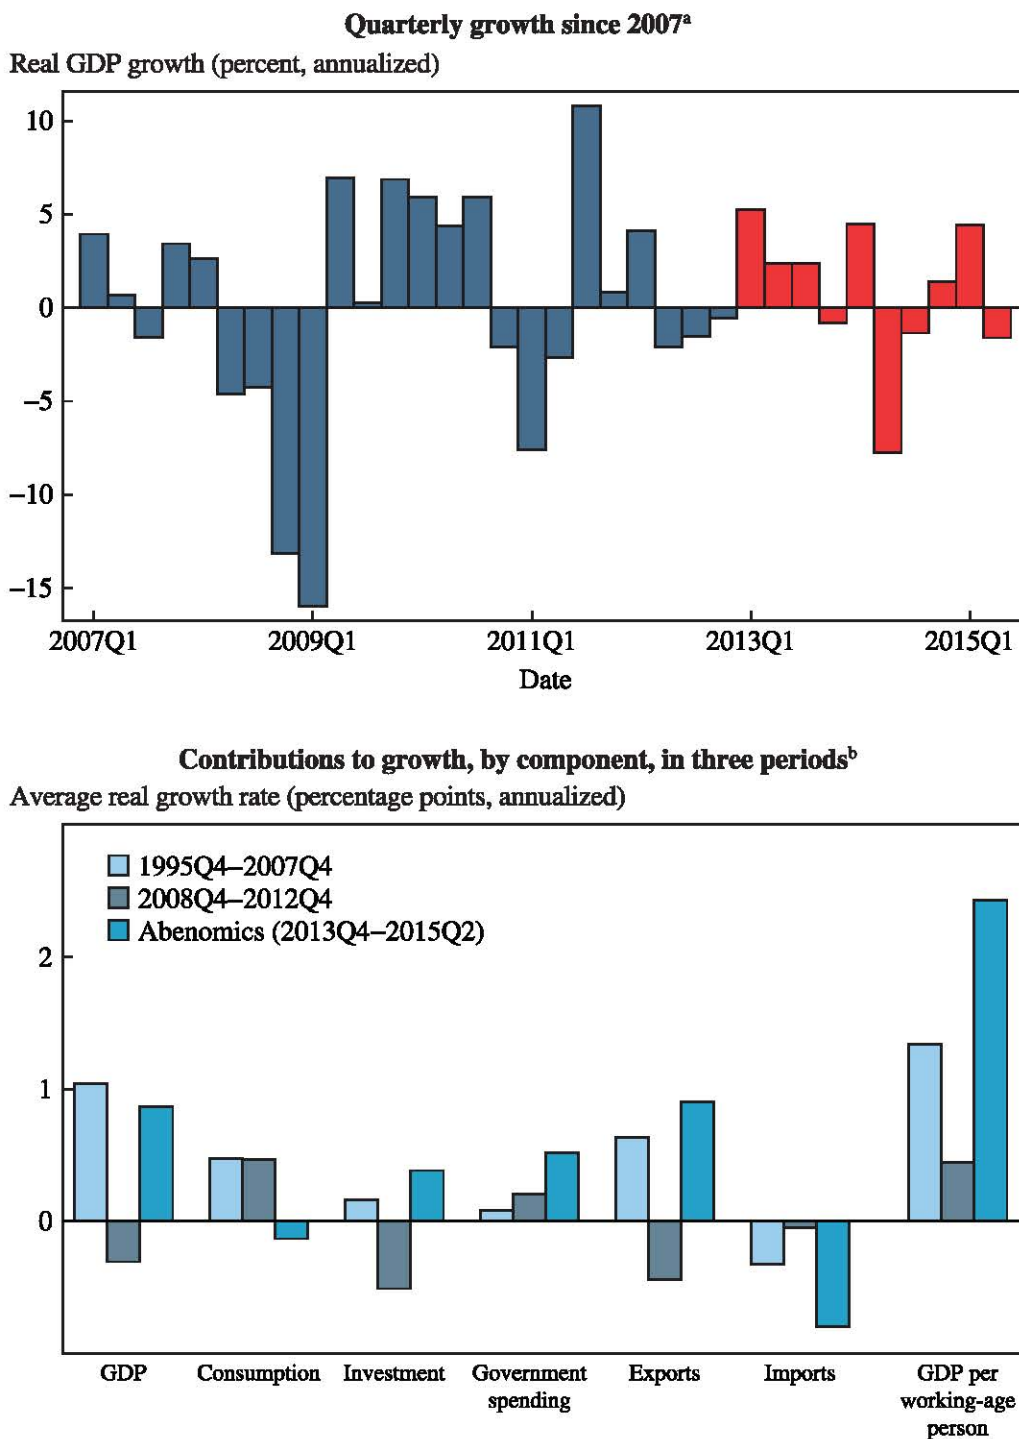 Quarterly growth since 2007a
Real GDP growth (percent, annualized)
10
5
0
–5
–10
–15
2007Q1 2009Q1 2011Q1 2013Q1 2015Q1
Date
Contributions to growth, by component, in three periodsb
Average real growth rate (percentage points, annualized)
1995Q4–2007Q4
2008Q4–2012Q4
Abenomics (2013Q4–2015Q2)
2
1
0
GDP Consumption Investment Government Exports Imports GDP per
spending working-age
person